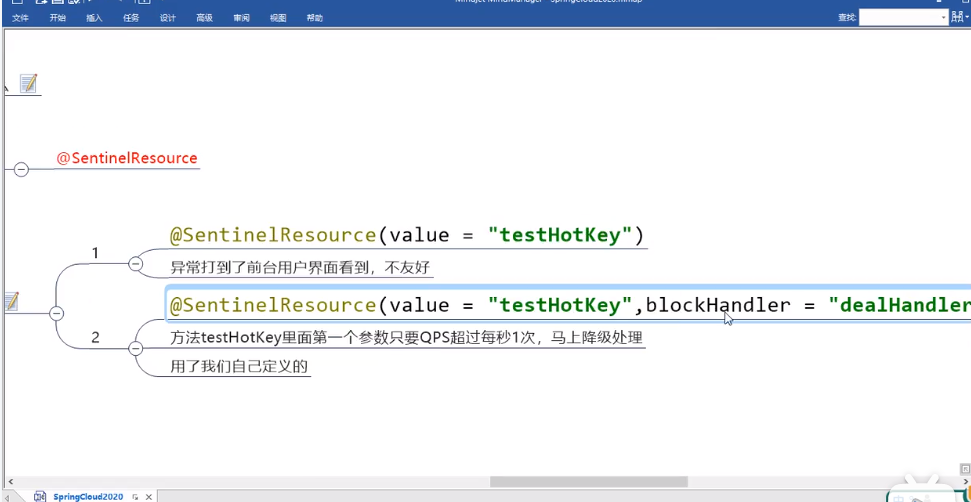 文件 开始 插入 任务 设计 高级 审阅 视图 帮助 查找:
@SentinelResource
1
@SentinelResource(value = "testHotKey")
异常打到了前台用户界面看到，不友好
@SentinelResource(value = "testHotKey",blockHandler = "dealHandler
2
方法testHotKey里面第一个参数只要QPS超过每秒1次，马上降级处理
用了我们自己定义的
SpringCloud2020